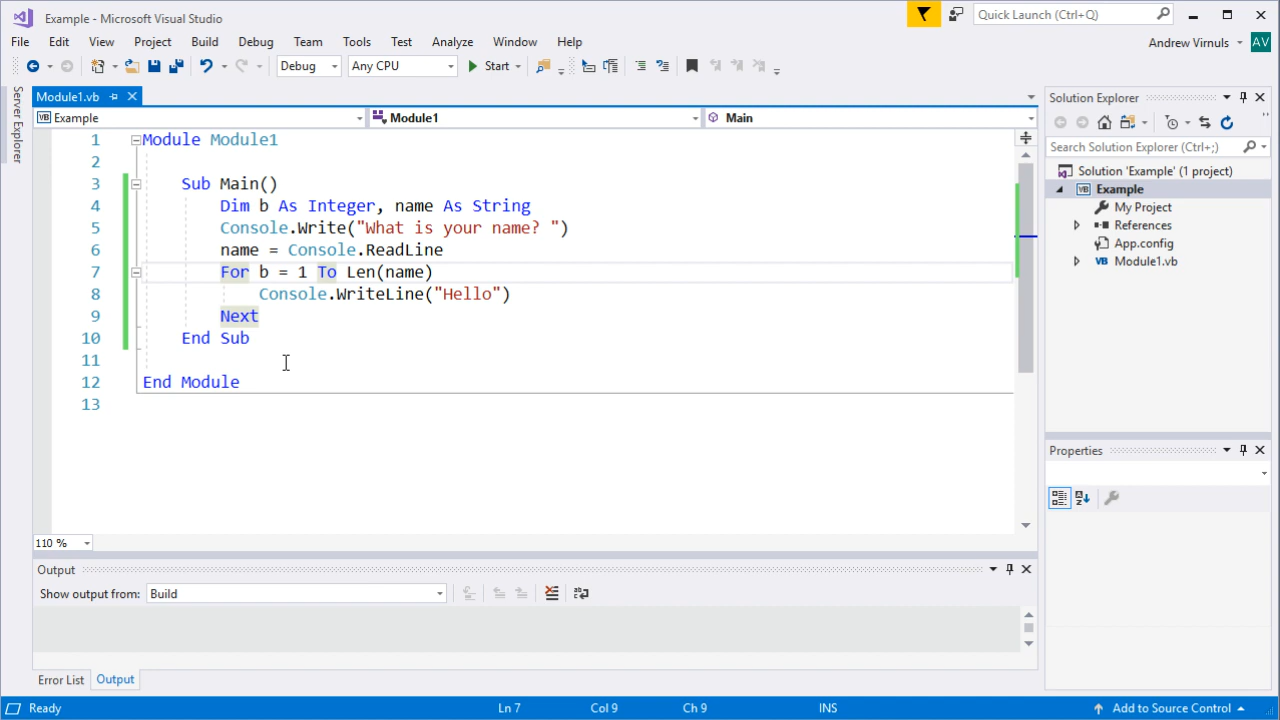 Example - Microsoft Visual Studio
Quick Launch (Ctrl+Q)
File Edit View Project Build Debug Team Tools Test Analyze Window Help
Andrew Virnuls AV
Debug Any CPU Start
Server Explorer
Module1.vb
Example Module1 Main
1 Module Module1
2
3 Sub Main()
4 Dim b As Integer, name As String
5 Console.Write("What is your name? ")
6 name = Console.ReadLine
7 For b = 1 To Len(name)
8 Console.WriteLine("Hello")
9 Next
10 End Sub
11
12 End Module
13
110 %
Solution Explorer
Search Solution Explorer (Ctrl+;)
Solution 'Example' (1 project)
VB Example
My Project
References
App.config
VB Module1.vb
Properties
Output
Show output from: Build
Error List Output
Ready Ln 7 Col 9 Ch 9 INS Add to Source Control